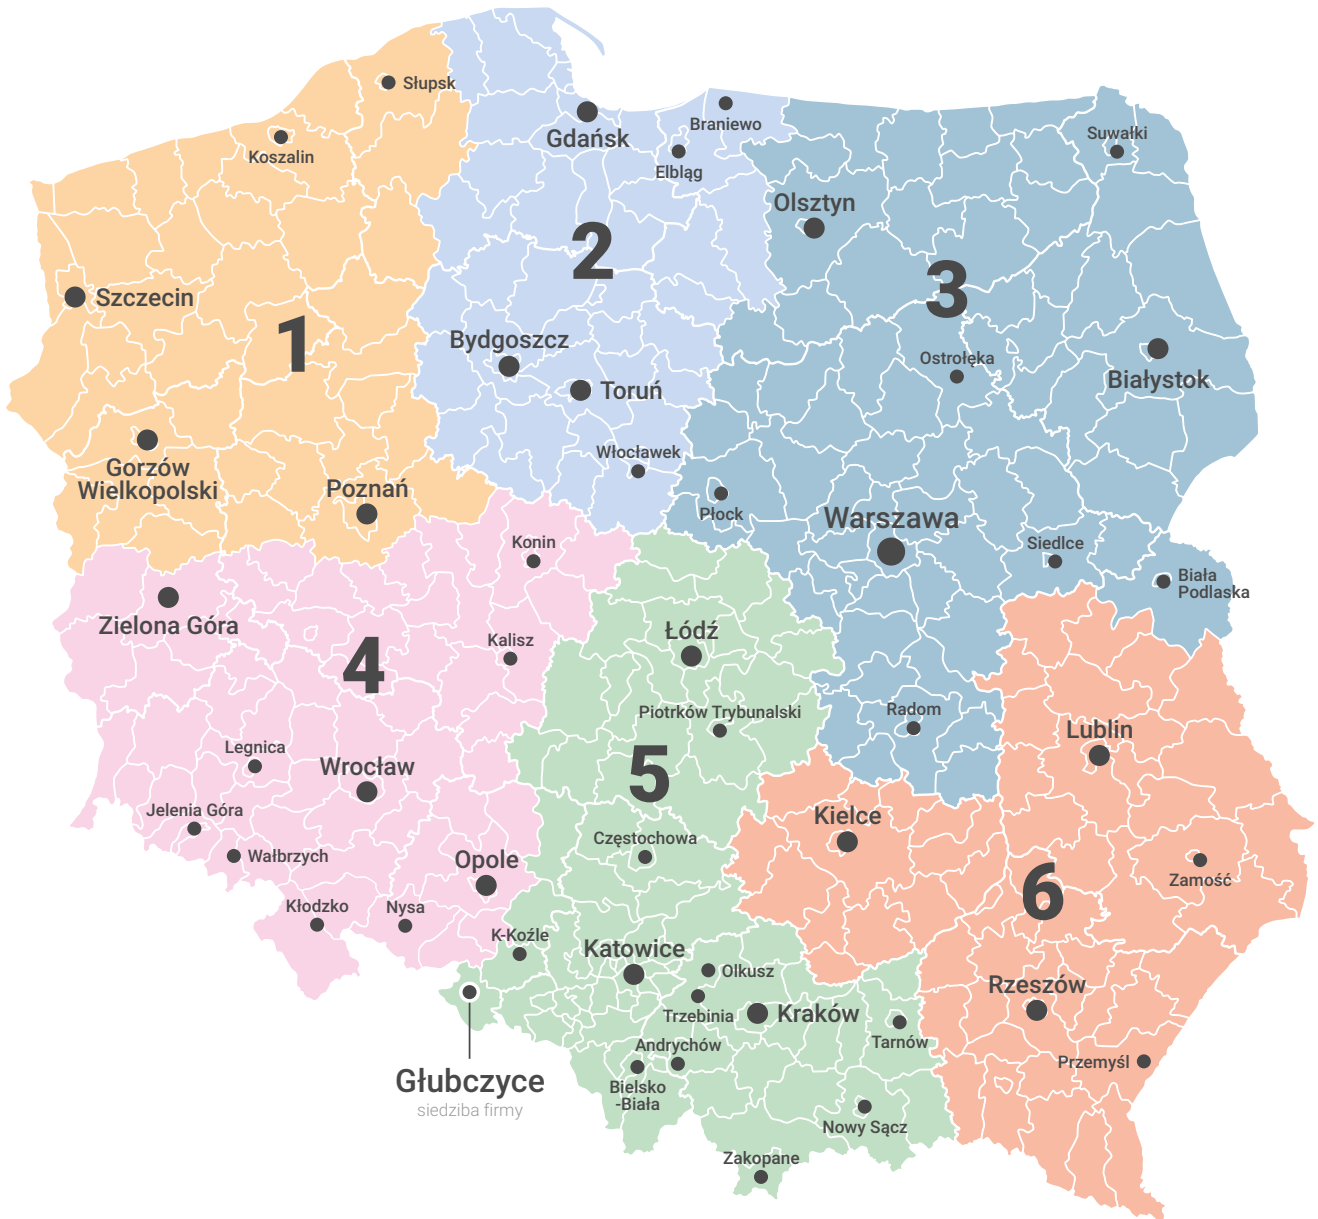 Słupsk
Koszalin
Szczecin
1
Gorzów
Wielkopolski
Poznań
Gdańsk
Braniewo
Elbląg
2
Bydgoszcz
Toruń
Włocławek
Suwałki
Olsztyn
3
Ostrołęka
Białystok
Płock
Warszawa
Siedlce
Biała
Podlaska
Radom
Konin
Zielona Góra
Kalisz
4
Legnica
Wrocław
Jelenia Góra
Wałbrzych
Opole
Kłodzko
Nysa
Łódź
Piotrków Trybunalski
5
Częstochowa
K-Koźle
Katowice
Olkusz
Trzebinia
Kraków
Tarnów
Andrychów
Bielsko
-Biała
Nowy Sącz
Zakopane
Głubczyce
siedziba firmy
Lublin
Kielce
6
Zamość
Rzeszów
Przemyśl